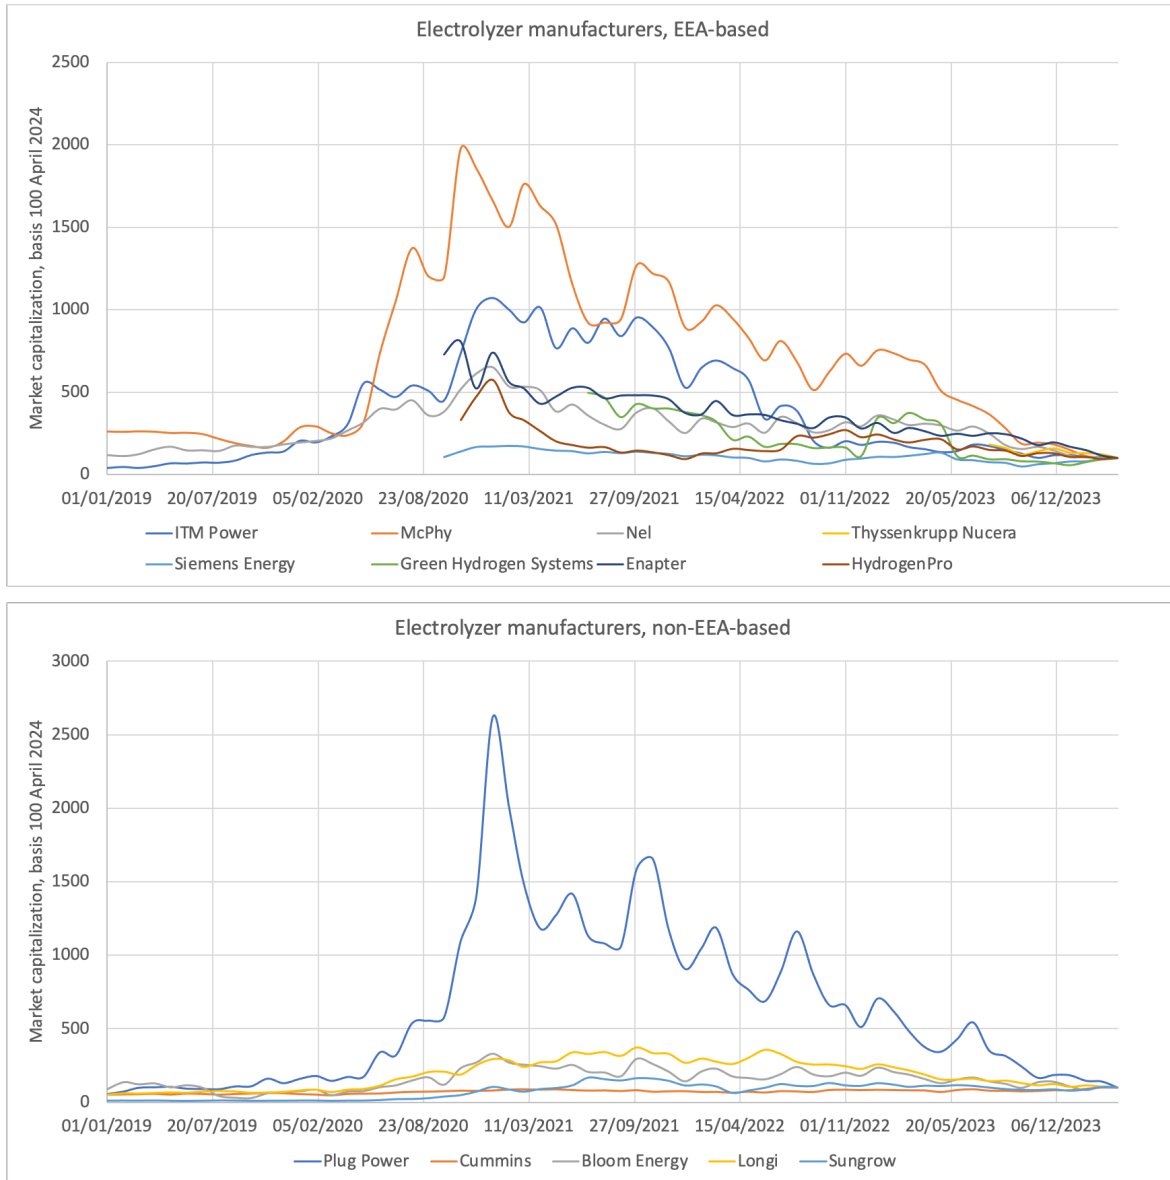 Electrolyzer manufacturers, EEA-based
Market capitalization, basis 100 April 2024
2500
2000
1500
1000
500
0
01/01/2019 20/07/2019 05/02/2020 23/08/2020 11/03/2021 27/09/2021 15/04/2022 01/11/2022 20/05/2023 06/12/2023
ITM Power McPhy Nel Thyssenkrupp Nucera
Siemens Energy Green Hydrogen Systems Enapter HydrogenPro
Electrolyzer manufacturers, non-EEA-based
Market capitalization, basis 100 April 2024
3000
2500
2000
1500
1000
500
0
01/01/2019 20/07/2019 05/02/2020 23/08/2020 11/03/2021 27/09/2021 15/04/2022 01/11/2022 20/05/2023 06/12/2023
Plug Power Cummins Bloom Energy Longi Sungrow